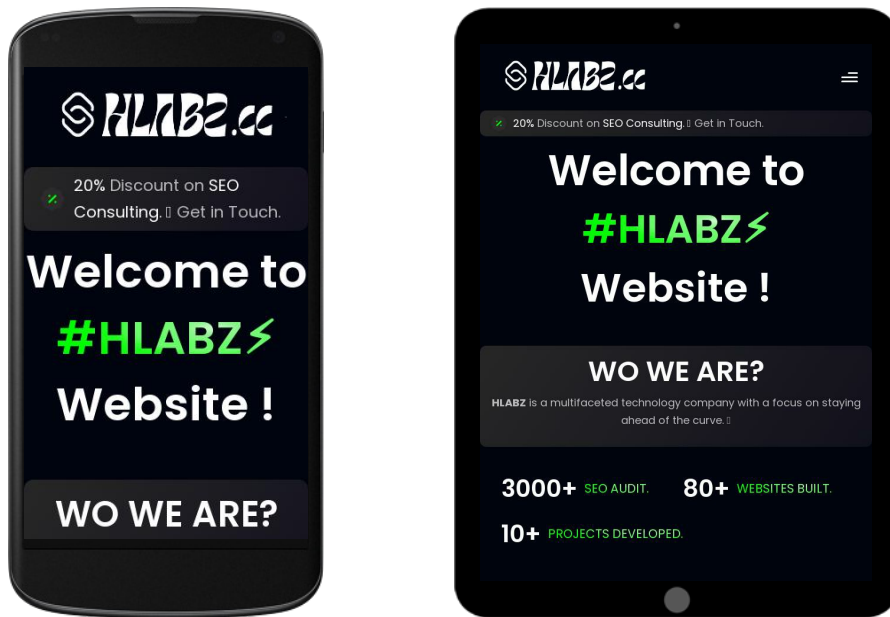 HLABZ.cc
20% Discount on SEO
Consulting. ▯ Get in Touch.
Welcome to
#HLABZ⚡
Website !
WO WE ARE?
HLABZ.cc
20% Discount on SEO Consulting. ▯ Get in Touch.
Welcome to
#HLABZ⚡
Website !
WO WE ARE?
HLABZ is a multifaceted technology company with a focus on staying
ahead of the curve. ▯
3000+ SEO AUDIT. 80+ WEBSITES BUILT.
10+ PROJECTS DEVELOPED.